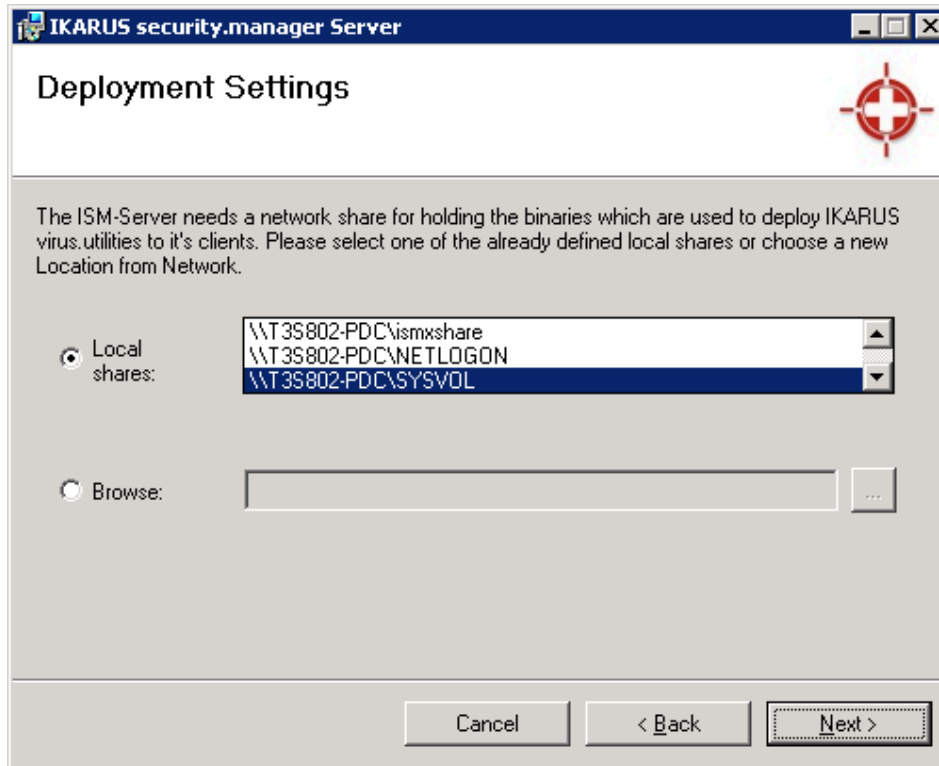 IKARUS security.manager Server
Deployment Settings
The ISM-Server needs a network share for holding the binaries which are used to deploy IKARUS
virus.utilities to it's clients. Please select one of the already defined local shares or choose a new
Location from Network.
Local
shares:
\\T3S802-PDC\ismxshare
\\T3S802-PDC\NETLOGON
\\T3S802-PDC\SYSVOL
Browse:
...
Cancel
< Back
Next >